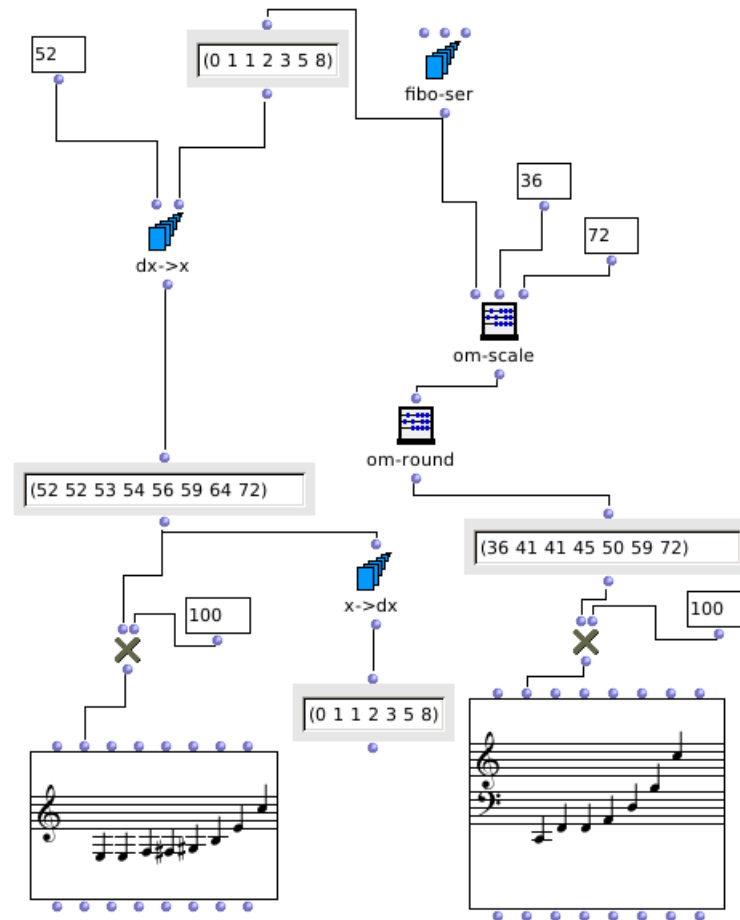 52
(0 1 1 2 3 5 8)
fibo-ser
36
72
dx->x
om-scale
om-round
(52 52 53 54 56 59 64 72)
(36 41 41 45 50 59 72)
x->dx
100
100
(0 1 1 2 3 5 8)